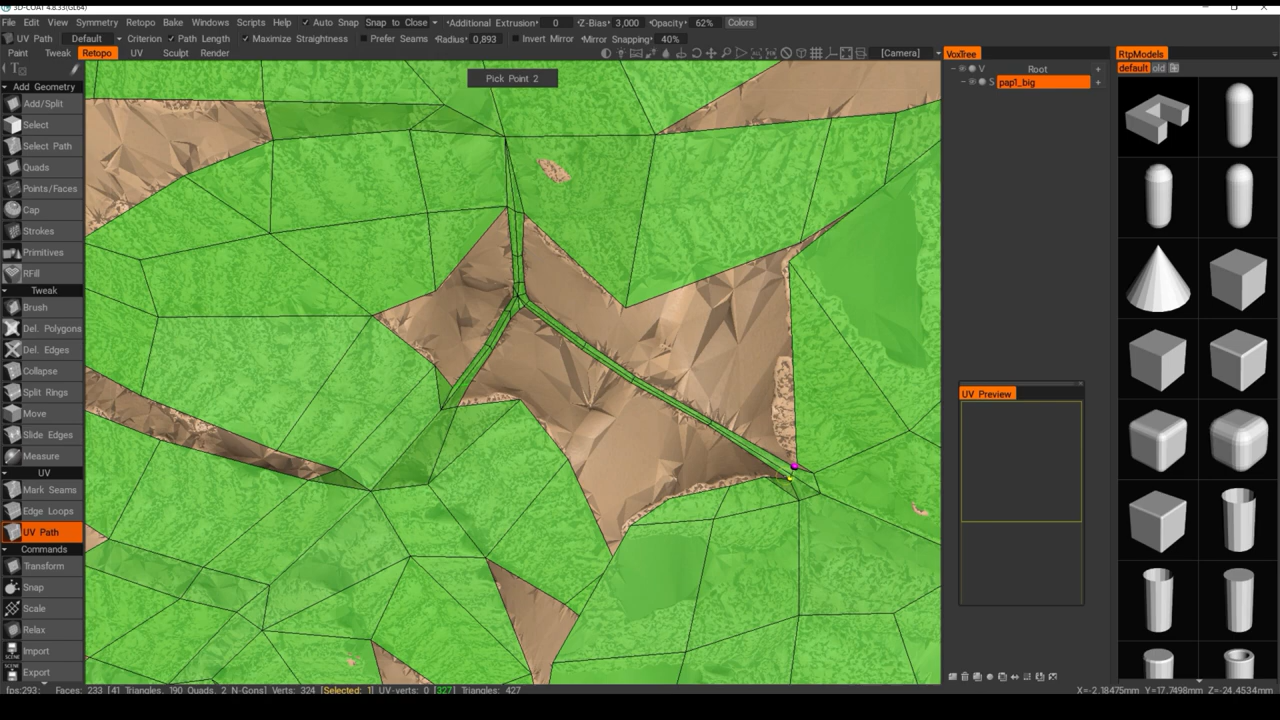 3D-COAT 4.8.33(GL64)
File Edit View Symmetry Retopo Bake Windows Scripts Help Auto Snap Snap to Close Additional Extrusion 0 Z-Bias: 3,000 Opacity: 62% Colors
UV Path Default Criterion Path Length Maximize Straightness Prefer Seams Radius: 0,893 Invert Mirror Mirror Snapping: 40%
Paint Tweak Retopo UV Sculpt Render [Camera] VoxTree RtpModels
default old
V Root +
S pap1_big +
Pick Point 2
Add Geometry
Add/Split
Select
Select Path
Quads
Points/Faces
Cap
Strokes
Primitives
RFill
Tweak
Brush
Del. Polygons
Del. Edges
Collapse
Split Rings
Move
Slide Edges
Measure
UV
Mark Seams
Edge Loops
UV Path
Commands
Transform
Snap
Scale
Relax
Import
Export
UV Preview
fps:293; Faces: 233 [41 Triangles, 190 Quads, 2 N-Gons] Verts: 324 [Selected: 1] UV-verts: 0 [327] Triangles: 427 X=-2.18475mm Y=17.7498mm Z=-24.4534mm